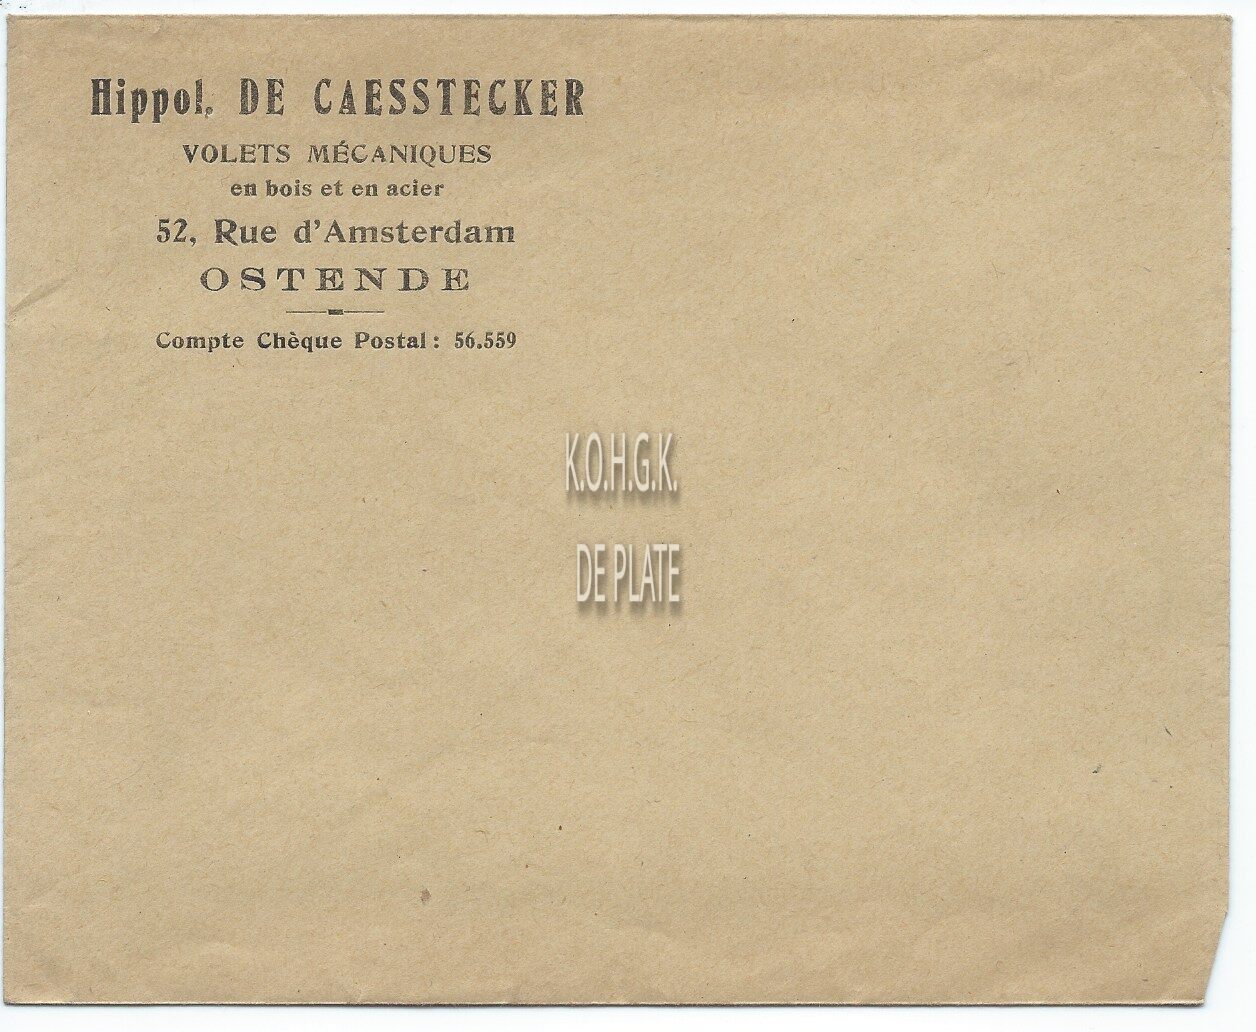 Hippol. DE CAESSTECKER
VOLETS MÉCANIQUES
en bois et en acier
52, Rue d'Amsterdam
OSTENDE
Compte Chèque Postal : 56.559
K.O.H.G.K.
DE PLATE